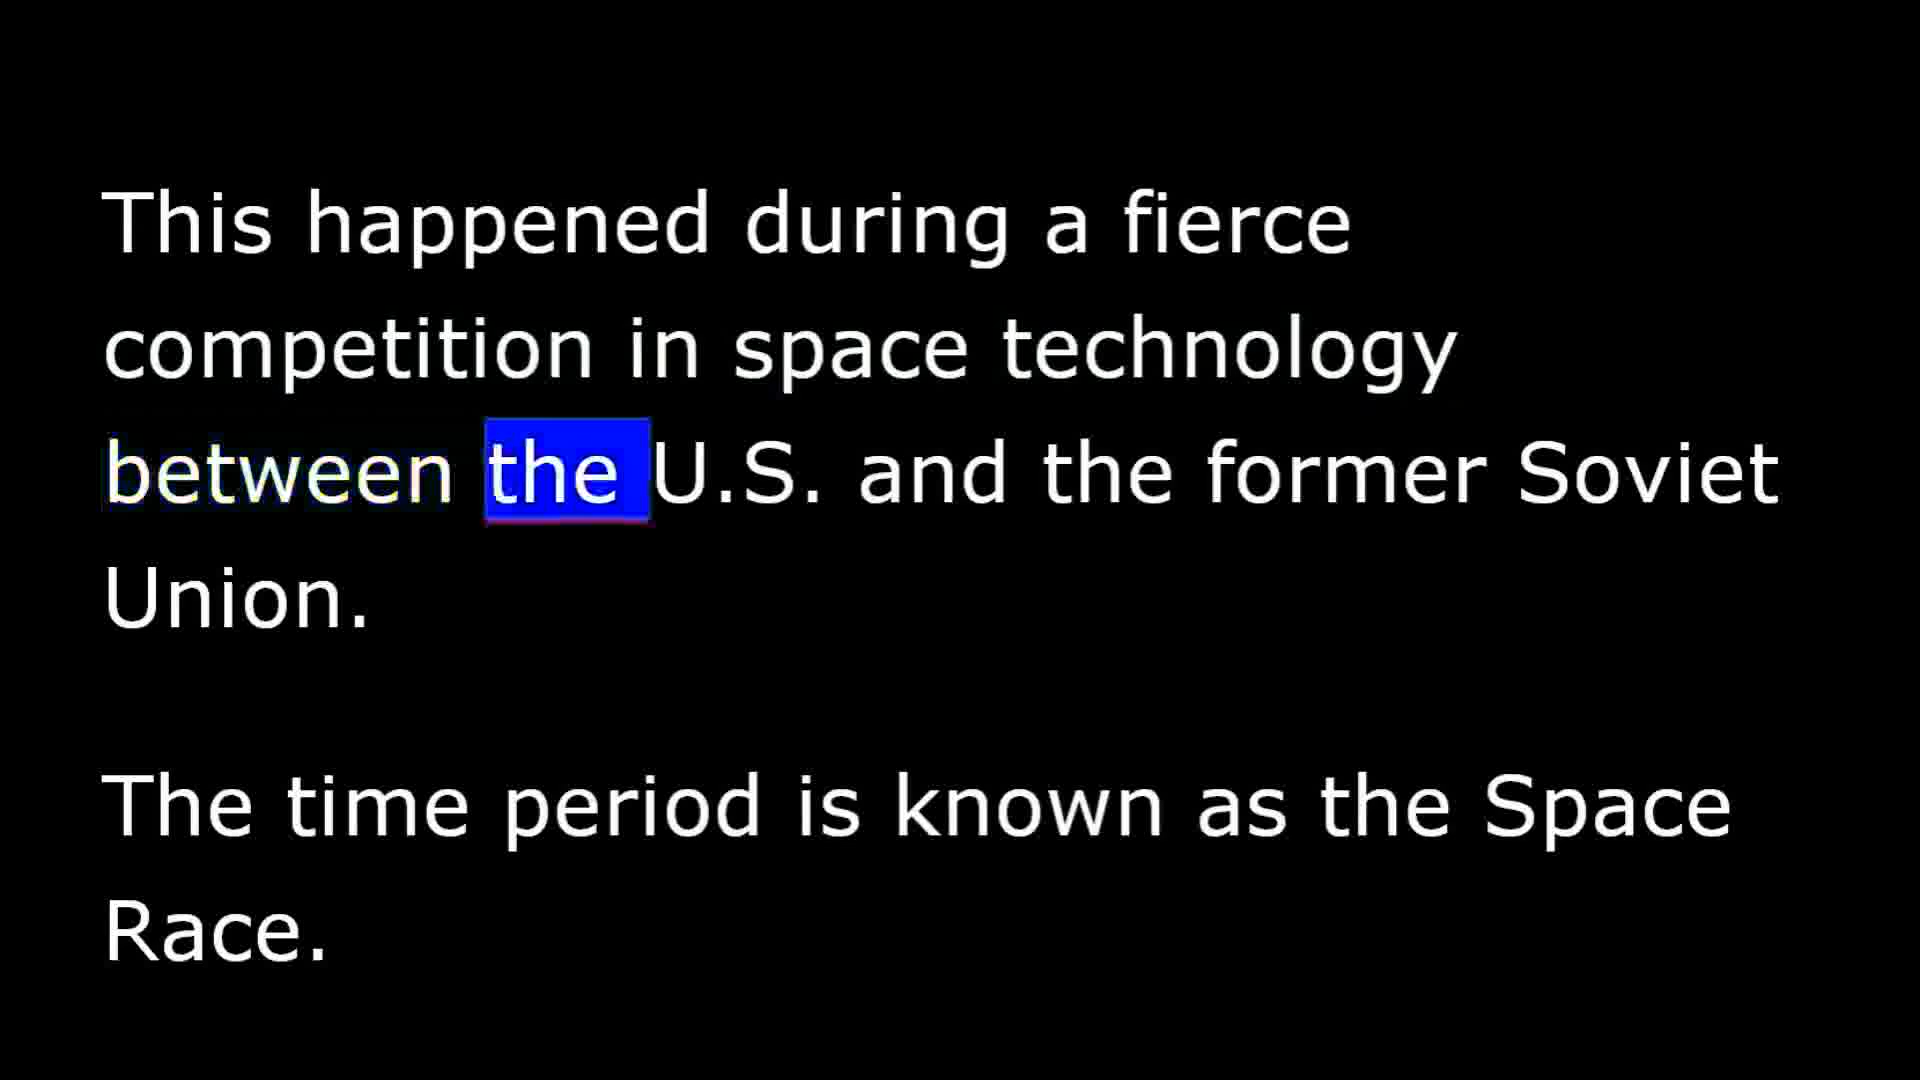 This happened during a fierce
competition in space technology
between the U.S. and the former Soviet
Union.
The time period is known as the Space
Race.